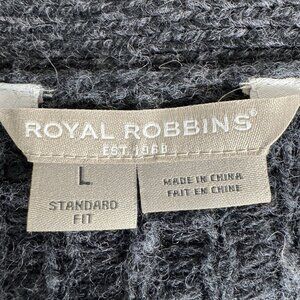 ROYAL ROBBINS®
EST. 1968
L
STANDARD
FIT
MADE IN CHINA
FAIT EN CHINE